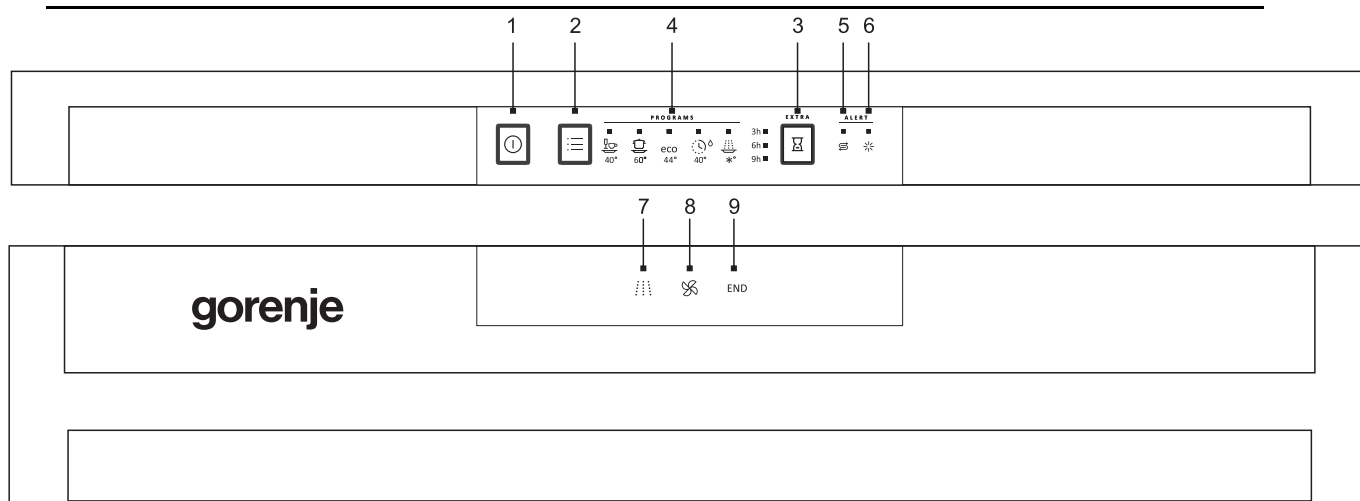 1 2 4 3 5 6
PROGRAMS EXTRA ALERT
3h
6h
9h
eco
40° 60° 44° 40° *°
7 8 9
END
gorenje